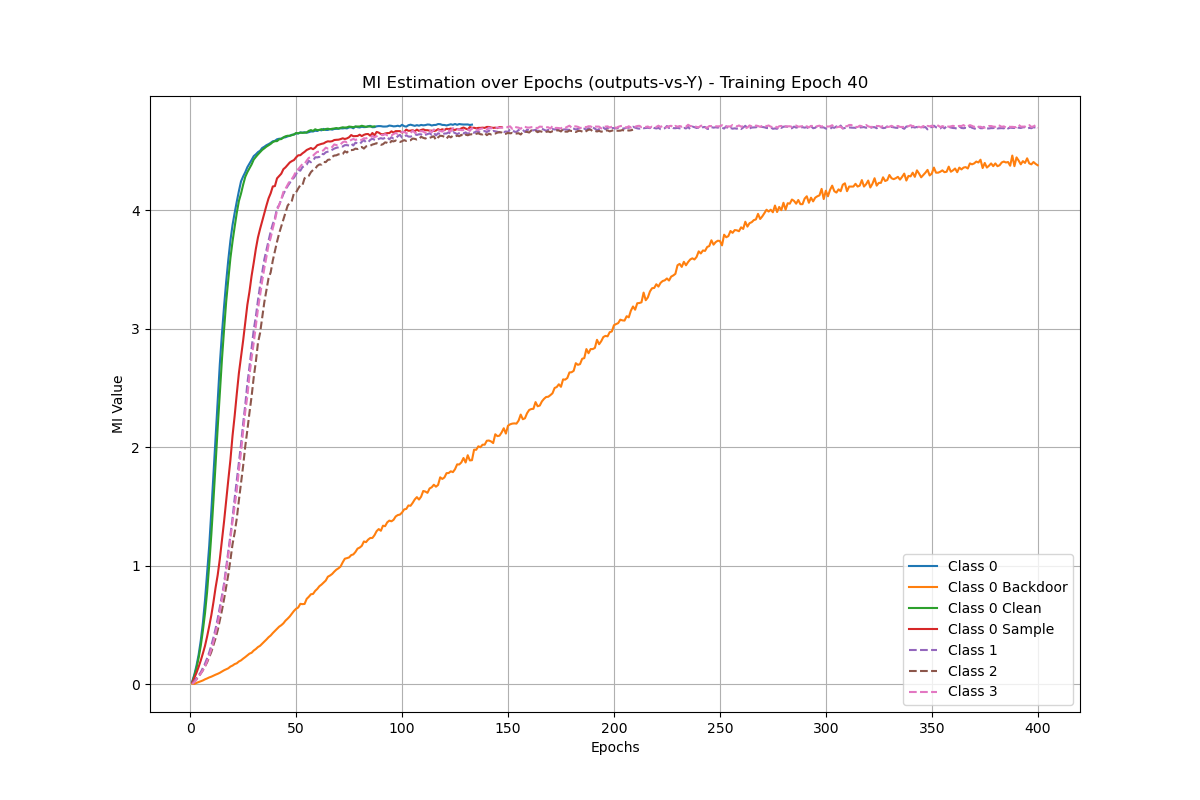 MI Estimation over Epochs (outputs-vs-Y) - Training Epoch 40
MI Value
4
3
2
1
0
0 50 100 150 200 250 300 350 400
Epochs
Class 0
Class 0 Backdoor
Class 0 Clean
Class 0 Sample
Class 1
Class 2
Class 3